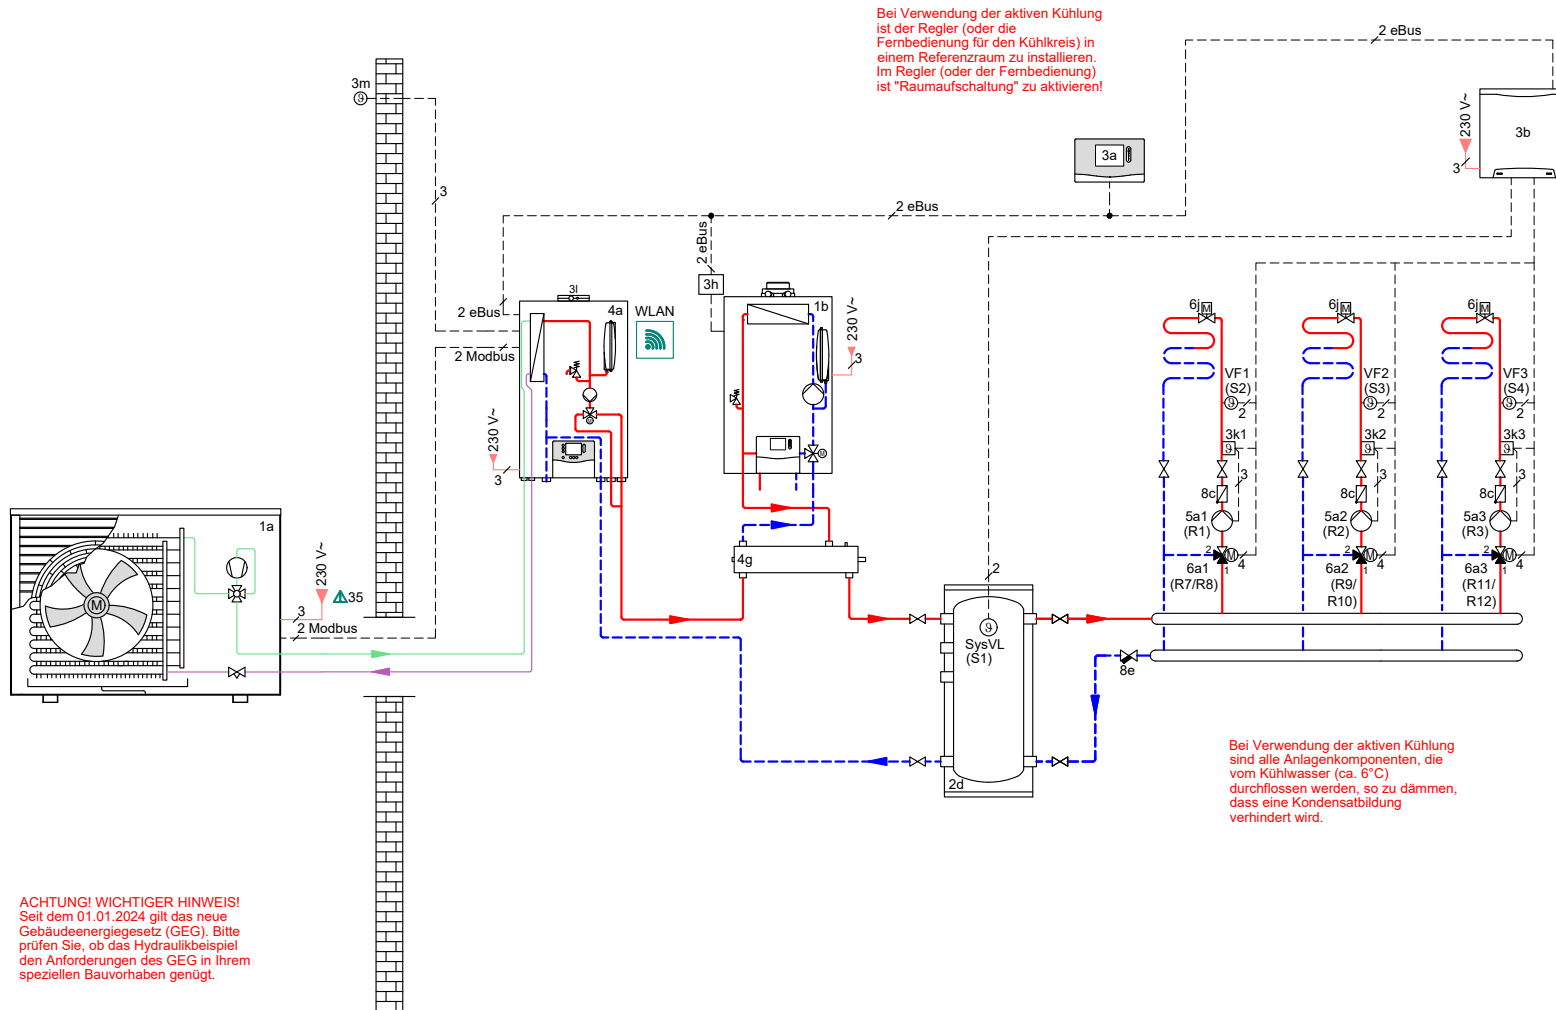 Bei Verwendung der aktiven Kühlung
ist der Regler (oder die
Fernbedienung für den Kühlkreis) in
einem Referenzraum zu installieren.
Im Regler (oder der Fernbedienung)
ist "Raumaufschaltung" zu aktivieren!
2 eBus
3m
230 V~
3b
3
3a
3
2 eBus
2 eBus
3h
3l
4a
WLAN
2 eBus
2 Modbus
1b
230 V~
3
230 V~
3
6j
M
6j
M
6j
M
VF1
(S2)
2
VF2
(S3)
2
VF3
(S4)
2
3k1
3k2
3k3
3
3
3
8c
8c
8c
5a1
(R1)
5a2
(R2)
5a3
(R3)
2
M
1
4
2
M
1
4
2
M
1
4
6a1
(R7/R8)
6a2
(R9/
R10)
6a3
(R11/
R12)
1a
M
230 V~
35
3
2 Modbus
M
M
4g
2
SysVL
(S1)
2d
8e
Bei Verwendung der aktiven Kühlung
sind alle Anlagenkomponenten, die
vom Kühlwasser (ca. 6°C)
durchflossen werden, so zu dämmen,
dass eine Kondensatbildung
verhindert wird.
ACHTUNG! WICHTIGER HINWEIS!
Seit dem 01.01.2024 gilt das neue
Gebäudeenergiegesetz (GEG). Bitte
prüfen Sie, ob das Hydraulikbeispiel
den Anforderungen des GEG in Ihrem
speziellen Bauvorhaben genügt.